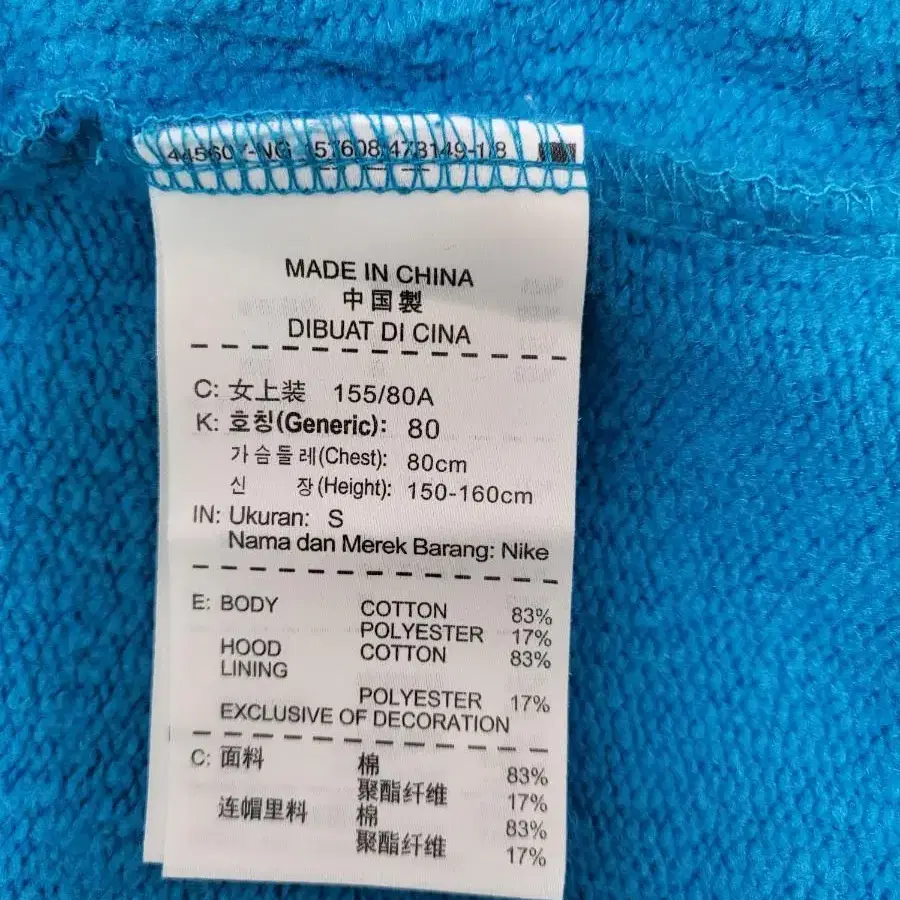 MADE IN CHINA
中国製
DIBUAT DI CINA
C: 女上装 155/80A
K: 호칭(Generic): 80
가슴둘레(Chest): 80cm
신 장(Height): 150-160cm
IN: Ukuran: S
Nama dan Merek Barang: Nike
E: BODY COTTON 83%
POLYESTER 17%
HOOD COTTON 83%
LINING
POLYESTER 17%
EXCLUSIVE OF DECORATION
C: 面料 棉 83%
聚酯纤维 17%
连帽里料 棉 83%
聚酯纤维 17%